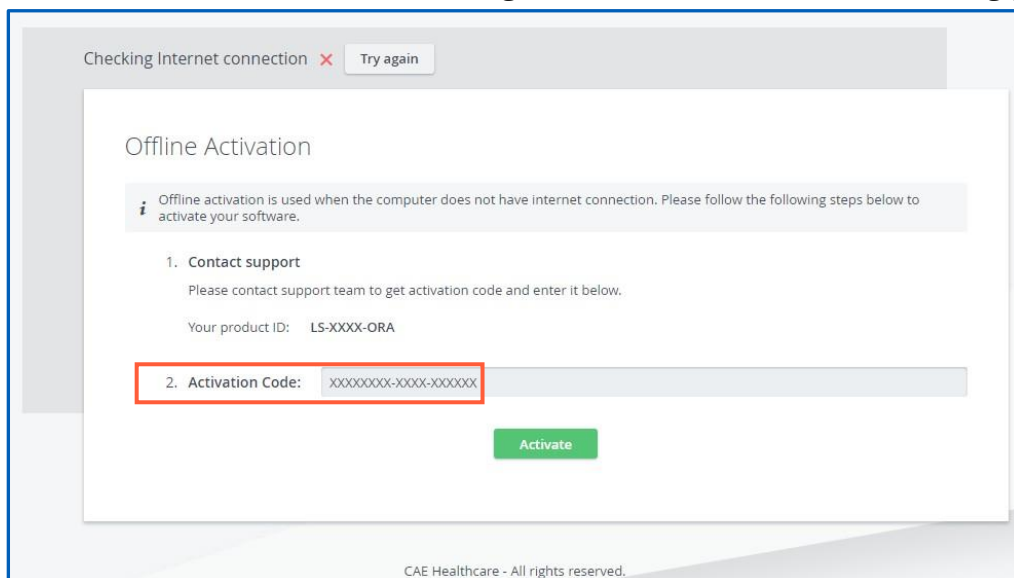 Checking Internet connection Try again
Offline Activation
i Offline activation is used when the computer does not have internet connection. Please follow the following steps below to
activate your software.
1. Contact support
Please contact support team to get activation code and enter it below.
Your product ID: LS-XXXX-ORA
2. Activation Code: XXXXXXXX-XXXX-XXXXXX
Activate
CAE Healthcare - All rights reserved.